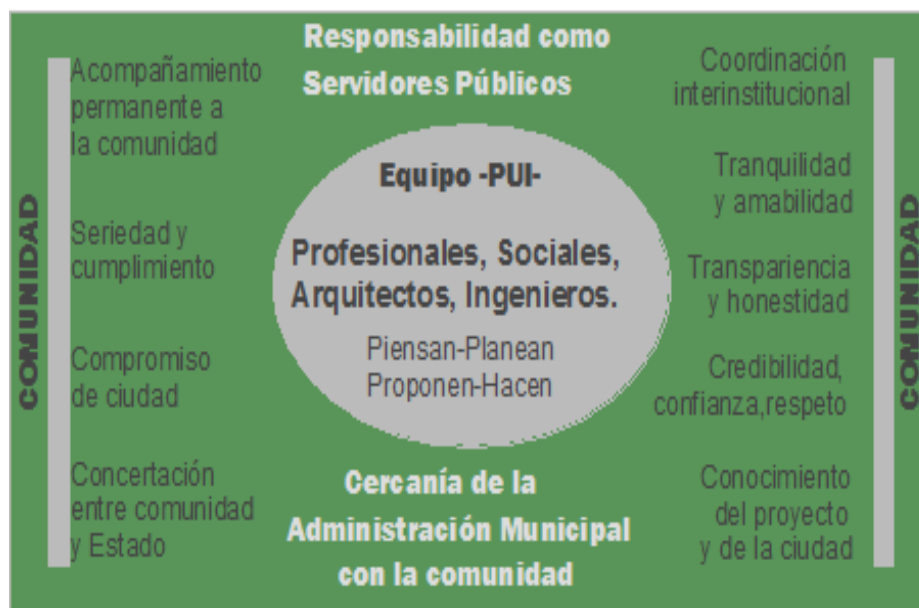 Responsabilidad como
Servidores Públicos
COMUNIDAD
Acompañamiento
permanente a
la comunidad
Seriedad y
cumplimiento
Compromiso
de ciudad
Concertación
entre comunidad
y Estado
Equipo -PUI-
Profesionales, Sociales,
Arquitectos, Ingenieros.
Piensan-Planean
Proponen-Hacen
Cercanía de la
Administración Municipal
con la comunidad
Coordinación
interinstitucional
Tranquilidad
y amabilidad
Transpariencia
y honestidad
Credibilidad,
confianza,respeto
Conocimiento
del proyecto
y de la ciudad
COMUNIDAD